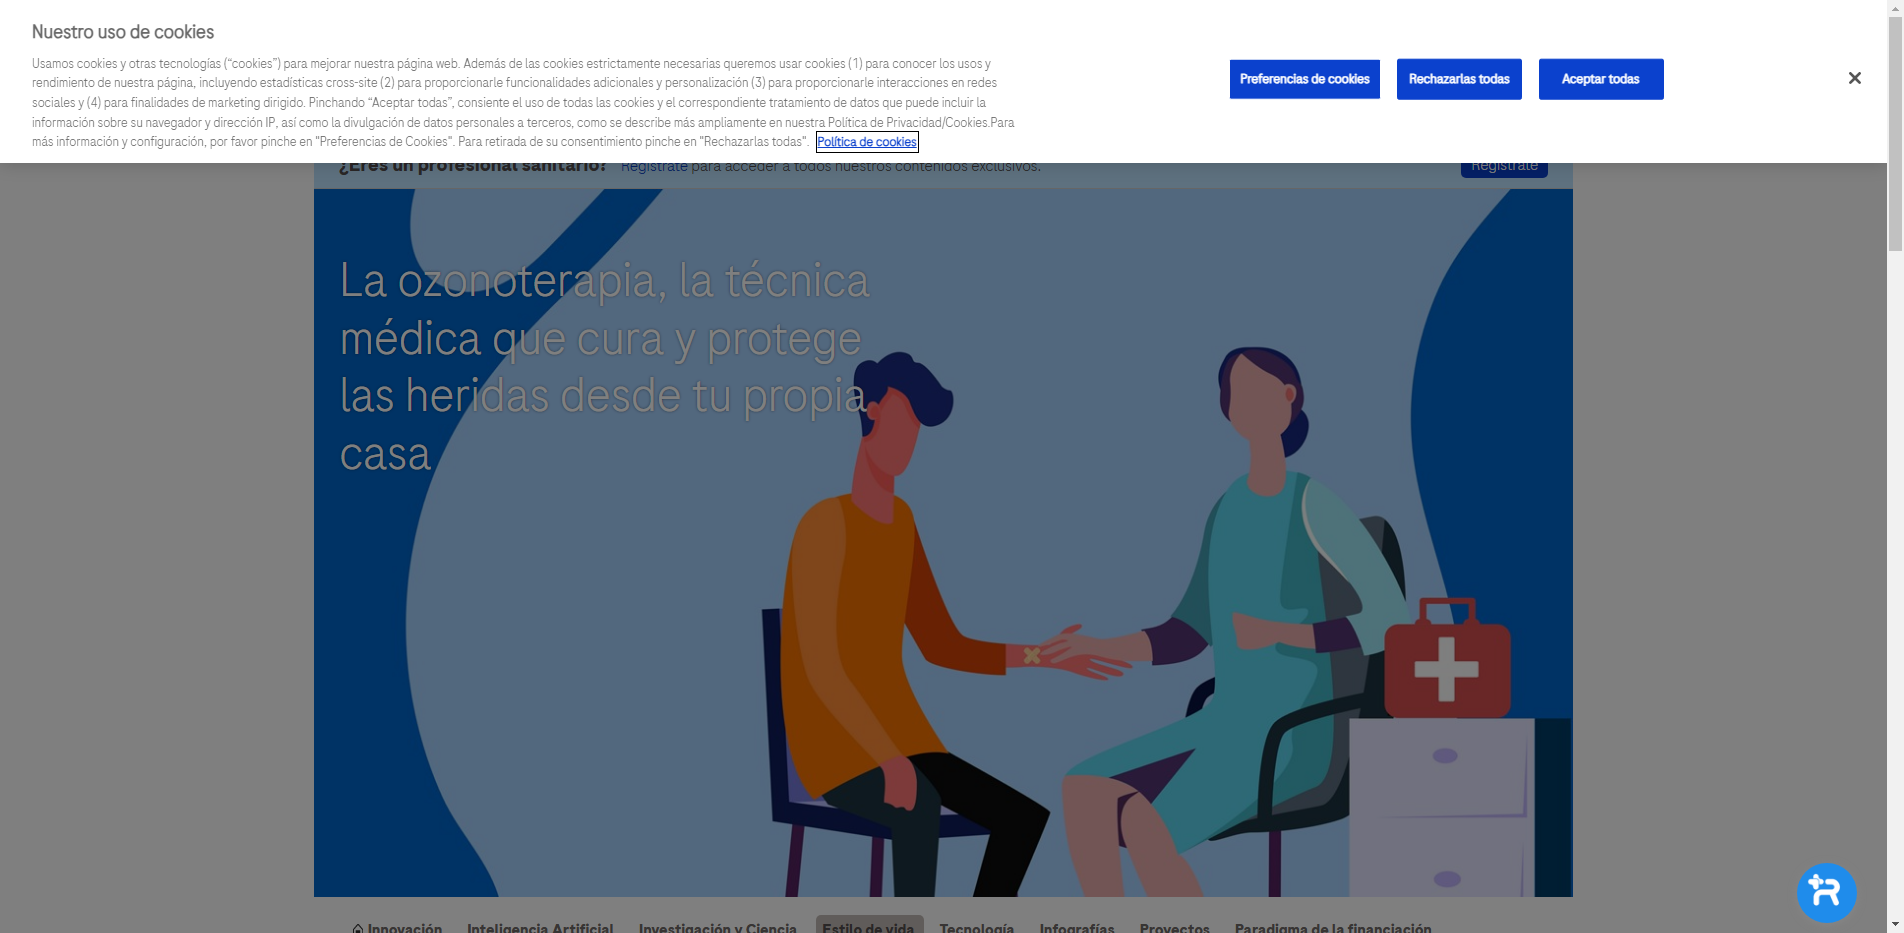 Nuestro uso de cookies
Usamos cookies y otras tecnologías (“cookies”) para mejorar nuestra página web. Además de las cookies estrictamente necesarias queremos usar cookies (1) para conocer los usos y
rendimiento de nuestra página, incluyendo estadísticas cross-site (2) para proporcionarle funcionalidades adicionales y personalización (3) para proporcionarle interacciones en redes
sociales y (4) para finalidades de marketing dirigido. Pinchando “Aceptar todas”, consiente el uso de todas las cookies y el correspondiente tratamiento de datos que puede incluir la
información sobre su navegador y dirección IP, así como la divulgación de datos personales a terceros, como se describe más ampliamente en nuestra Política de Privacidad/Cookies.Para
más información y configuración, por favor pinche en "Preferencias de Cookies". Para retirada de su consentimiento pinche en "Rechazarlas todas". Política de cookies
Preferencias de cookies
Rechazarlas todas
Aceptar todas
¿Eres un profesional sanitario? Regístrate para acceder a todos nuestros contenidos exclusivos.
Regístrate
La ozonoterapia, la técnica
médica que cura y protege
las heridas desde tu propia
casa
Innovación Inteligencia Artificial Investigación y Ciencia Estilo de vida Tecnología Infografías Proyectos Paradigma de la financiación